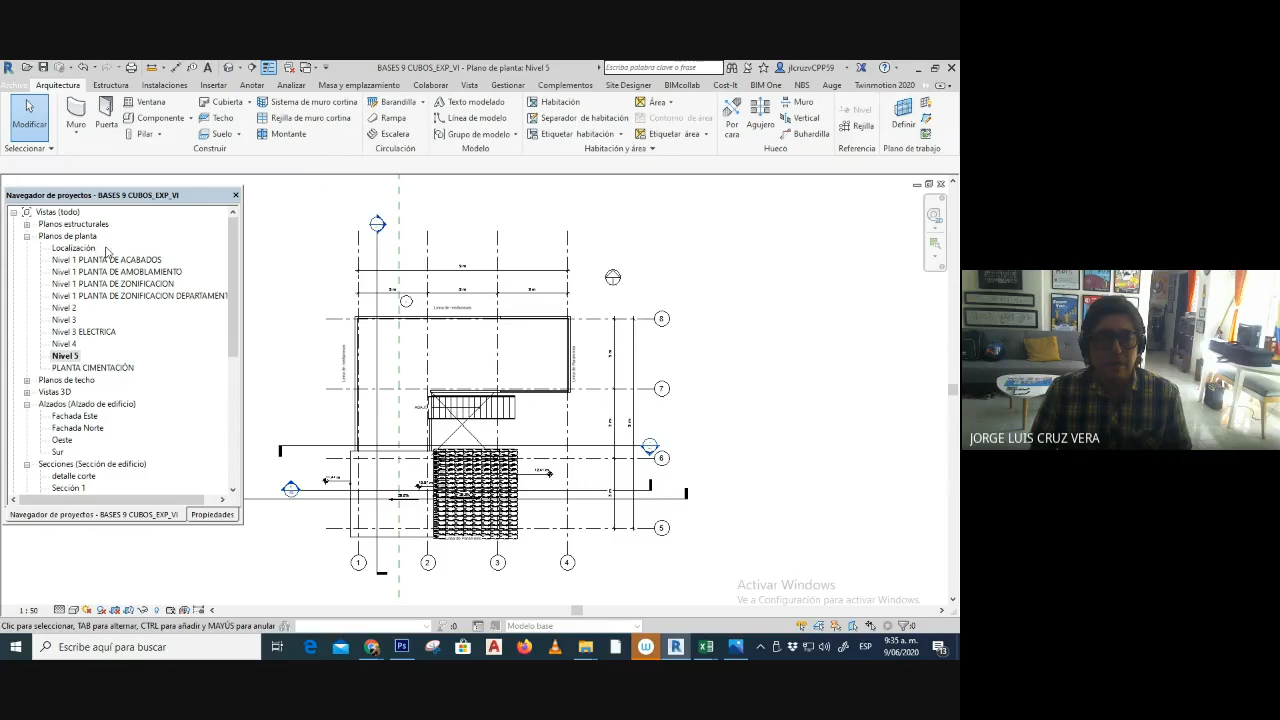 BASES 9 CUBOS_EXP_VI - Plano de planta: Nivel 5
Escriba palabra clave o frase
jlcruzvCPP59
Archivo Arquitectura Estructura Instalaciones Insertar Anotar Analizar Masa y emplazamiento Colaborar Vista Gestionar Complementos Site Designer BIMcollab Cost-It BIM One NBS Auge Twinmotion 2020
Modificar
Muro
Puerta
Ventana
Componente
Pilar
Cubierta
Techo
Suelo
Sistema de muro cortina
Rejilla de muro cortina
Montante
Barandilla
Rampa
Escalera
Texto modelado
Línea de modelo
Grupo de modelo
Habitación
Separador de habitación
Etiquetar habitación
Área
Contorno de área
Etiquetar área
Por cara
Agujero
Muro
Vertical
Buhardilla
Nivel
Rejilla
Definir
Seleccionar Construir Circulación Modelo Habitación y área Hueco Referencia Plano de trabajo
Navegador de proyectos - BASES 9 CUBOS_EXP_VI
Vistas (todo)
Planos estructurales
Planos de planta
Localización
Nivel 1 PLANTA DE ACABADOS
Nivel 1 PLANTA DE AMOBLAMIENTO
Nivel 1 PLANTA DE ZONIFICACION
Nivel 1 PLANTA DE ZONIFICACION DEPARTAMENT
Nivel 2
Nivel 3
Nivel 3 ELECTRICA
Nivel 4
Nivel 5
PLANTA CIMENTACIÓN
Planos de techo
Vistas 3D
Alzados (Alzado de edificio)
Fachada Este
Fachada Norte
Oeste
Sur
Secciones (Sección de edificio)
detalle corte
Sección 1
Navegador de proyectos - BASES 9 CUBOS_EXP_VI Propiedades
9 m
3 m 3 m 3 m
8
7
6
5
1 2 3 4
Activar Windows
Ve a Configuración para activar Windows.
1 : 50
Clic para seleccionar, TAB para alternar, CTRL para añadir y MAYÚS para anular
:0
Modelo base
:0
Escribe aquí para buscar
ESP
9:35 a. m.
9/06/2020
13
JORGE LUIS CRUZ VERA